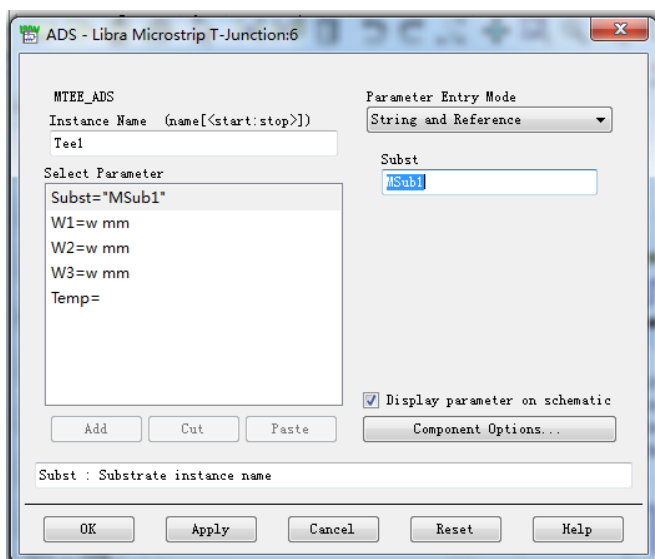 ADS - Libra Microstrip T-Junction:6
MTEE_ADS
Instance Name (name[<start:stop>])
Tee1
Select Parameter
Subst="MSub1"
W1=w mm
W2=w mm
W3=w mm
Temp=
Add Cut Paste
Parameter Entry Mode
String and Reference
Subst
MSub1
Display parameter on schematic
Component Options...
Subst : Substrate instance name
OK Apply Cancel Reset Help